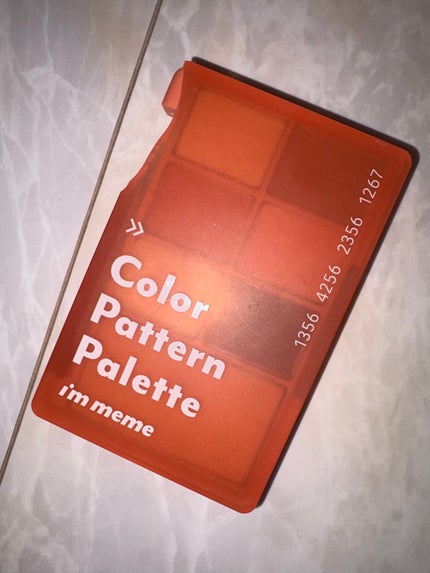 »
Color
Pattern
Palette
i'm meme
1356 4256 2356 1267